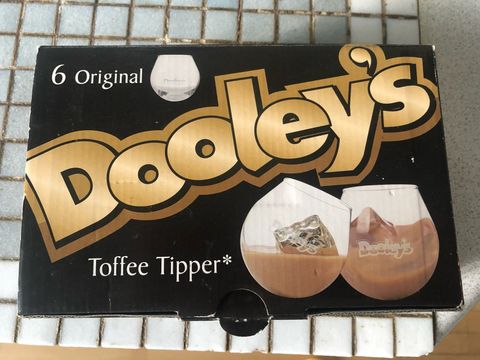 6 Original
Dooley's
Toffee Tipper*
Dooley's